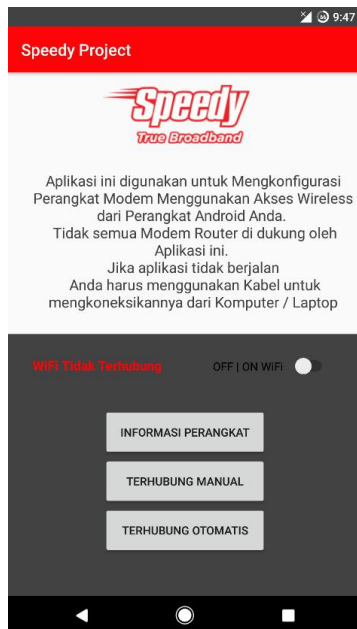 9:47
Speedy Project
Speedy
True Broadband
Aplikasi ini digunakan untuk Mengkonfigurasi
Perangkat Modem Menggunakan Akses Wireless
dari Perangkat Android Anda.
Tidak semua Modem Router di dukung oleh
Aplikasi ini.
Jika aplikasi tidak berjalan
Anda harus menggunakan Kabel untuk
mengkoneksikannya dari Komputer / Laptop
WiFi Tidak Terhubung OFF | ON WiFi
INFORMASI PERANGKAT
TERHUBUNG MANUAL
TERHUBUNG OTOMATIS